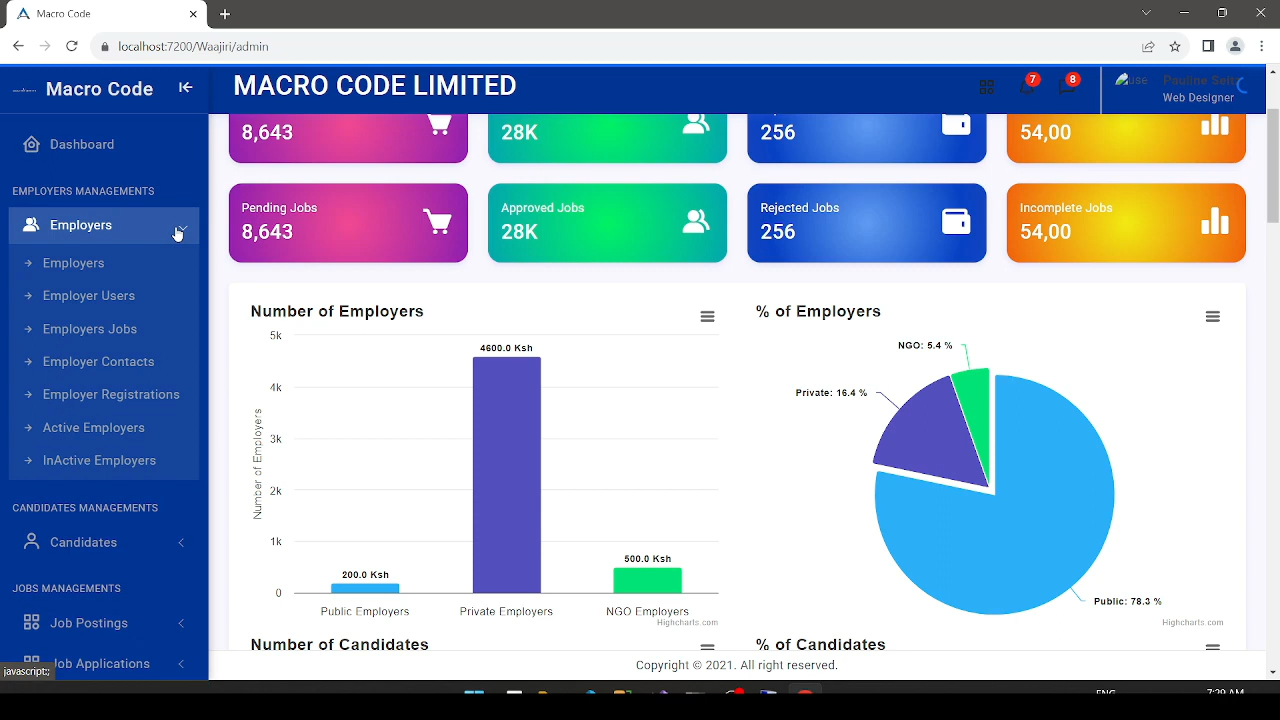 Macro Code
localhost:7200/Waajiri/admin
Macro Code
MACRO CODE LIMITED
7
8
Pauline Seitz
Web Designer
Dashboard
EMPLOYERS MANAGEMENTS
Employers
Employers
Employer Users
Employers Jobs
Employer Contacts
Employer Registrations
Active Employers
InActive Employers
CANDIDATES MANAGEMENTS
Candidates
JOBS MANAGEMENTS
Job Postings
Job Applications
javascript:;
8,643
28K
256
54,00
Pending Jobs
8,643
Approved Jobs
28K
Rejected Jobs
256
Incomplete Jobs
54,00
Number of Employers
5k
4k
3k
2k
1k
0
Number of Employers
4600.0 Ksh
200.0 Ksh
500.0 Ksh
Public Employers
Private Employers
NGO Employers
Highcharts.com
% of Employers
NGO: 5.4 %
Private: 16.4 %
Public: 78.3 %
Highcharts.com
Number of Candidates
% of Candidates
Copyright © 2021. All right reserved.
ENG
7:29 AM